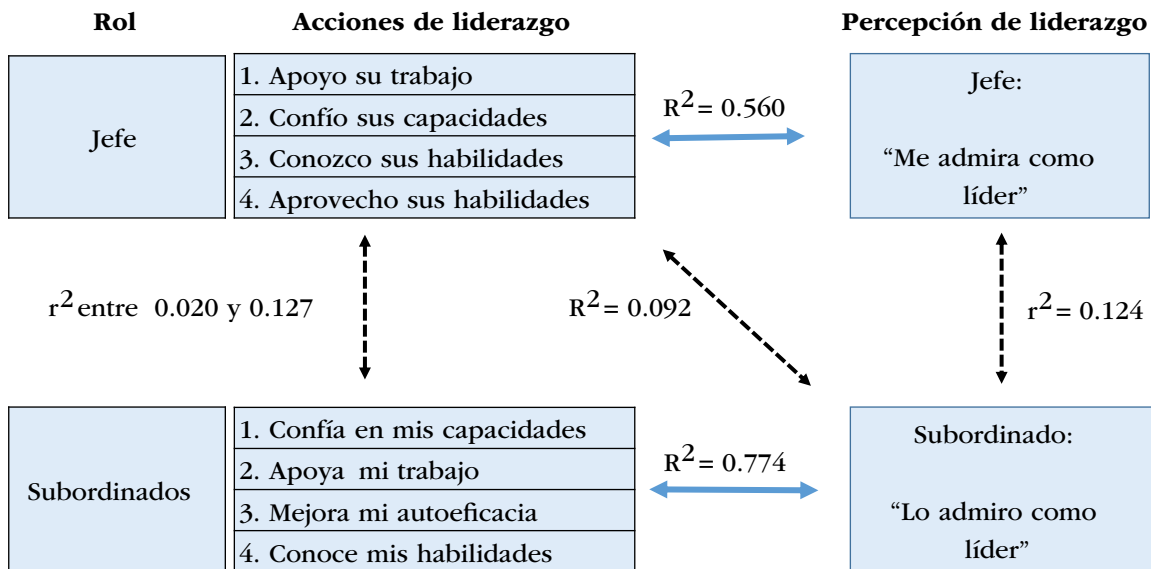 Rol
Acciones de liderazgo
Percepción de liderazgo
Jefe
1. Apoyo su trabajo
2. Confío sus capacidades
3. Conozco sus habilidades
4. Aprovecho sus habilidades
R²= 0.560
Jefe:
“Me admira como
líder”
r² entre 0.020 y 0.127
R²= 0.092
r²= 0.124
Subordinados
1. Confía en mis capacidades
2. Apoya mi trabajo
3. Mejora mi autoeficacia
4. Conoce mis habilidades
R²= 0.774
Subordinado:
“Lo admiro como
líder”